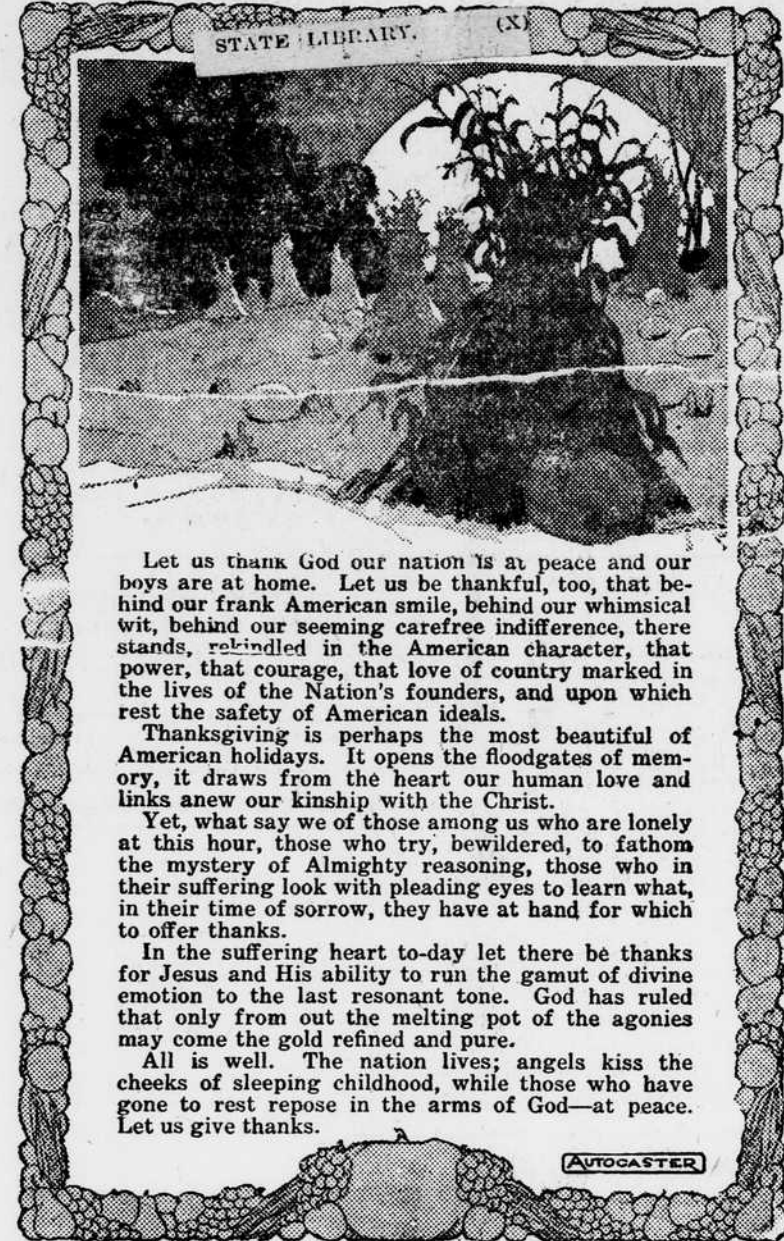 STATE LIBRARY. (X)
Let us thank God our nation is at peace and our
boys are at home. Let us be thankful, too, that be-
hind our frank American smile, behind our whimsical
wit, behind our seeming carefree indifference, there
stands, rekindled in the American character, that
power, that courage, that love of country marked in
the lives of the Nation's founders, and upon which
rest the safety of American ideals.
Thanksgiving is perhaps the most beautiful of
American holidays. It opens the floodgates of mem-
ory, it draws from the heart our human love and
links anew our kinship with the Christ.
Yet, what say we of those among us who are lonely
at this hour, those who try, bewildered, to fathom
the mystery of Almighty reasoning, those who in
their suffering look with pleading eyes to learn what,
in their time of sorrow, they have at hand for which
to offer thanks.
In the suffering heart to-day let there be thanks
for Jesus and His ability to run the gamut of divine
emotion to the last resonant tone. God has ruled
that only from out the melting pot of the agonies
may come the gold refined and pure.
All is well. The nation lives; angels kiss the
cheeks of sleeping childhood, while those who have
gone to rest repose in the arms of God—at peace.
Let us give thanks.
AUTOCASTER